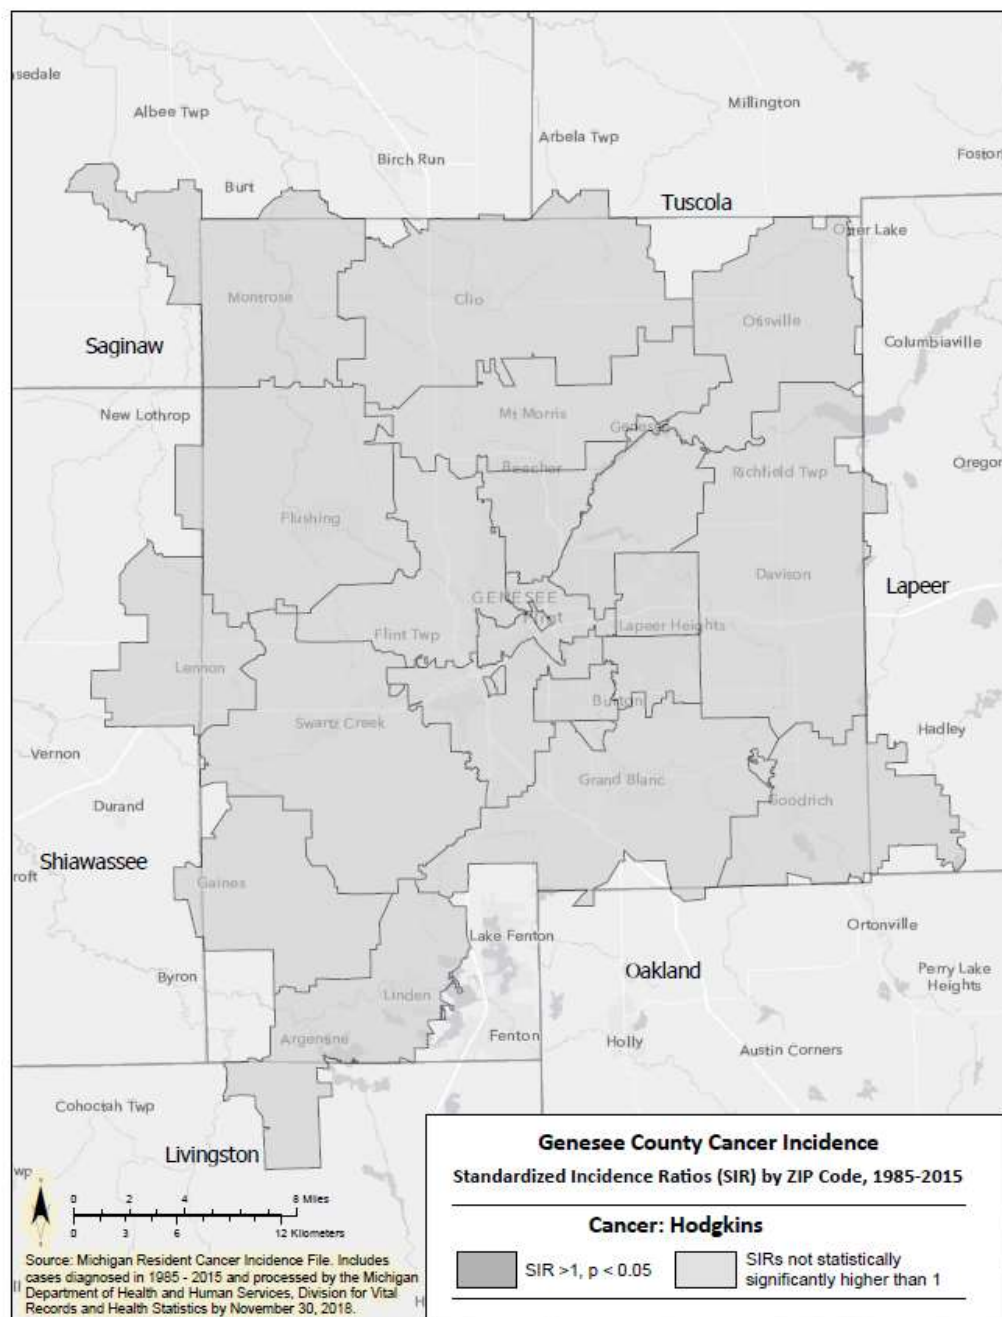 asedale
Albee Twp
Millington
Arbela Twp
Birch Run
Foston
Burt
Tuscola
Otter Lake
Montrose
Clio
Otisville
Saginaw
Columbiaville
New Lothrop
Mt Morris
Genesee
Beecher
Richfield Twp
Oregon
Flushing
Davison
Lapeer
GENESEE
Flint
Flint Twp
Lapeer Heights
Lennon
Burton
Swartz Creek
Hadley
Vernon
Grand Blanc
Durand
Goodrich
Shiawassee
roft
Gaines
Ortonville
Lake Fenton
Oakland
Byron
Perry Lake
Heights
Linden
Argentine
Fenton
Holly
Austin Corners
Cohoctah Twp
Livingston
wp
0 2 4 8 Miles
0 3 6 12 Kilometers
Source: Michigan Resident Cancer Incidence File. Includes
cases diagnosed in 1985 - 2015 and processed by the Michigan
Department of Health and Human Services, Division for Vital
Records and Health Statistics by November 30, 2018.
ll
H
Genesee County Cancer Incidence
Standardized Incidence Ratios (SIR) by ZIP Code, 1985-2015
Cancer: Hodgkins
SIR >1, p < 0.05
SIRs not statistically
significantly higher than 1